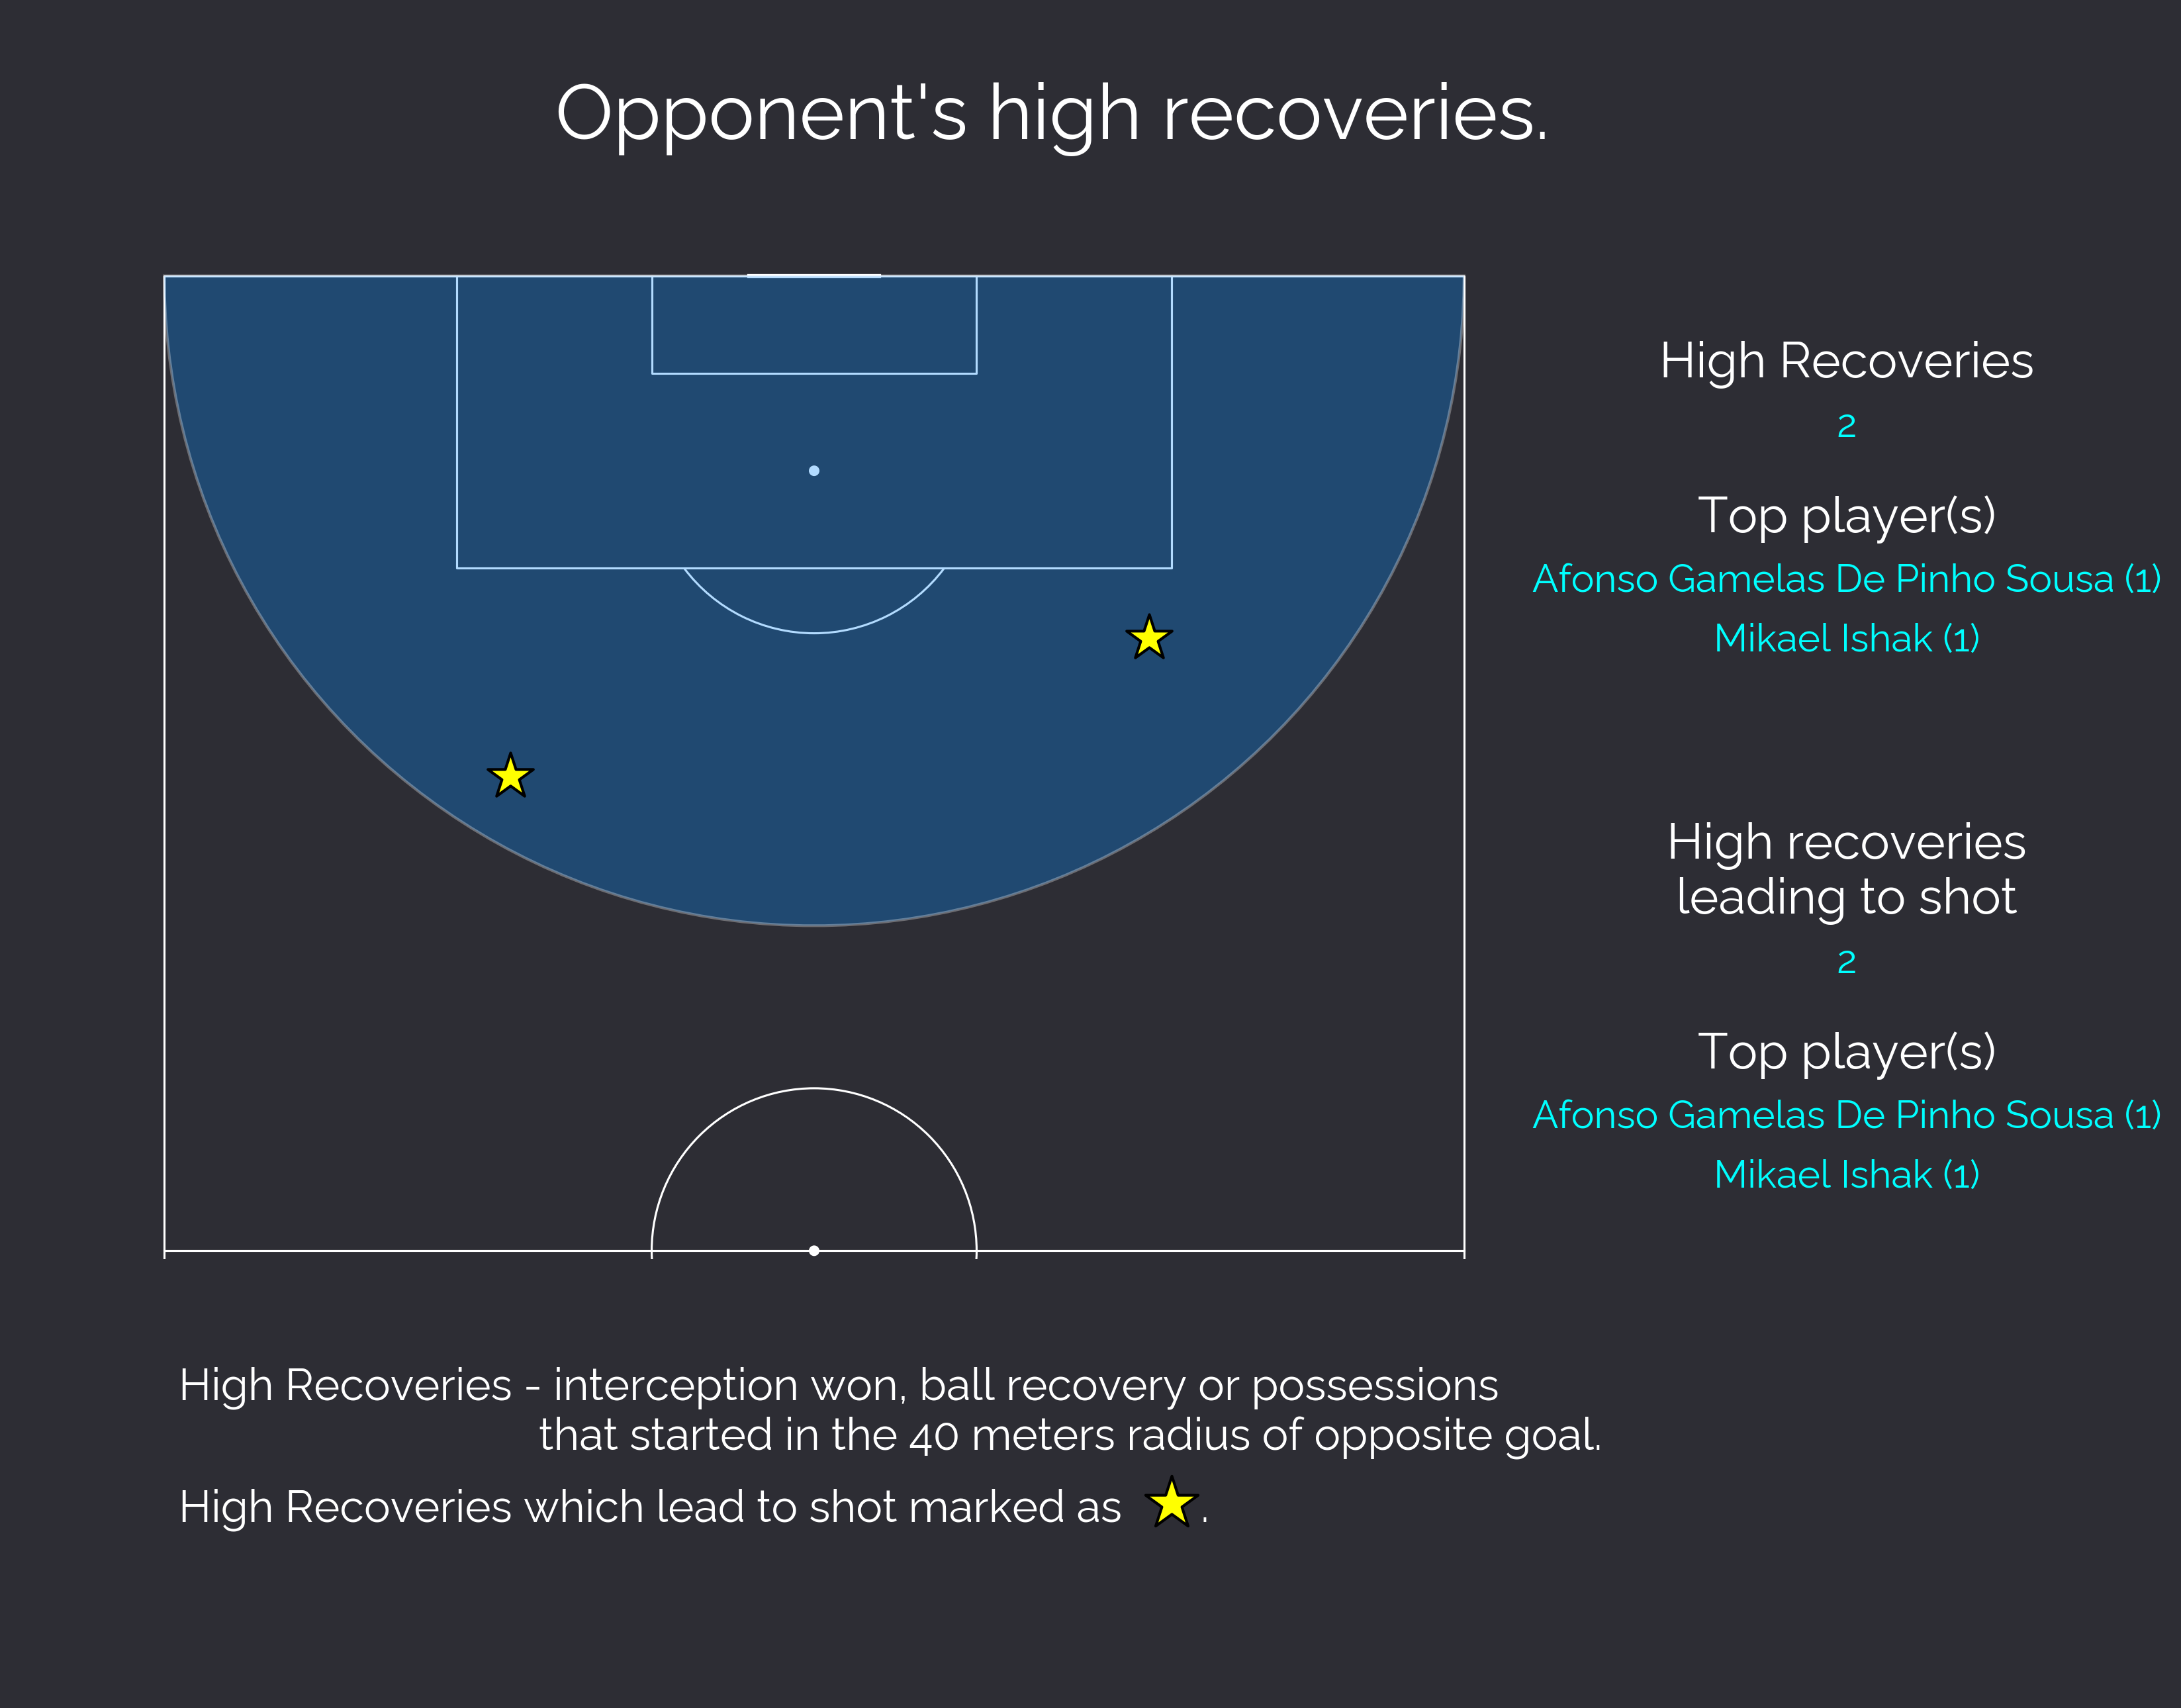 Opponent's high recoveries.
High Recoveries
2
Top player(s)
Afonso Gamelas De Pinho Sousa (1)
Mikael Ishak (1)
High recoveries
leading to shot
2
Top player(s)
Afonso Gamelas De Pinho Sousa (1)
Mikael Ishak (1)
High Recoveries - interception won, ball recovery or possessions
that started in the 40 meters radius of opposite goal.
High Recoveries which lead to shot marked as .